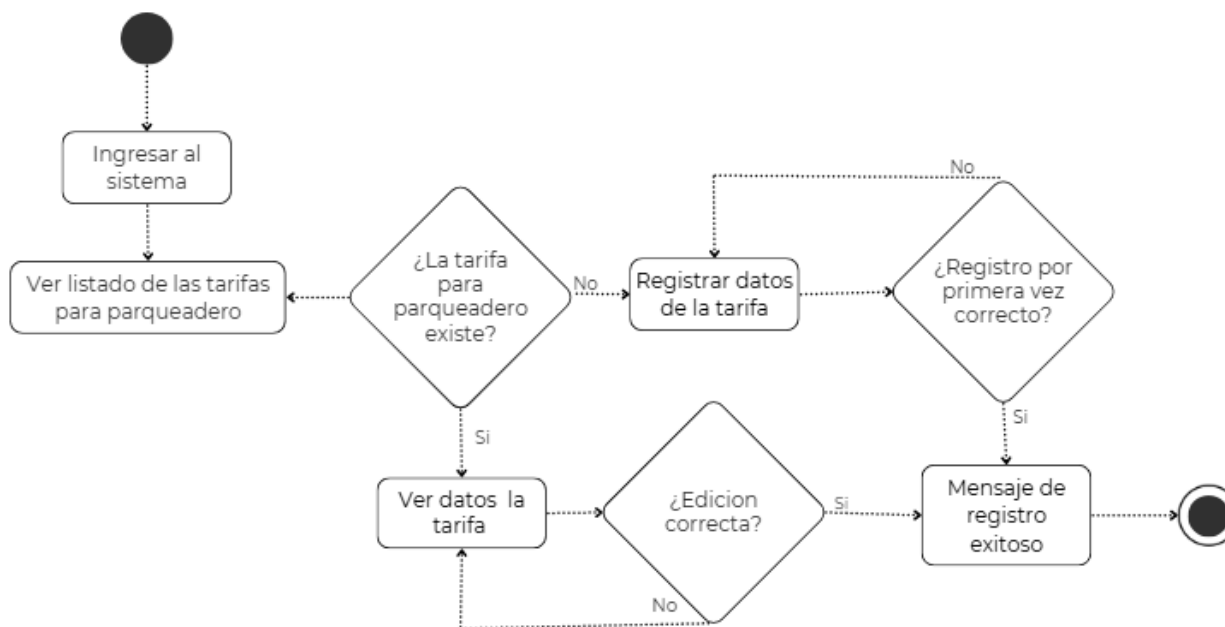 Ingresar al
sistema
Ver listado de las tarifas
para parqueadero
¿La tarifa
para
parqueadero
existe?
No
Registrar datos
de la tarifa
No
¿Registro por
primera vez
correcto?
Si
Si
Ver datos la
tarifa
¿Edicion
correcta?
No
Si
Mensaje de
registro
exitoso